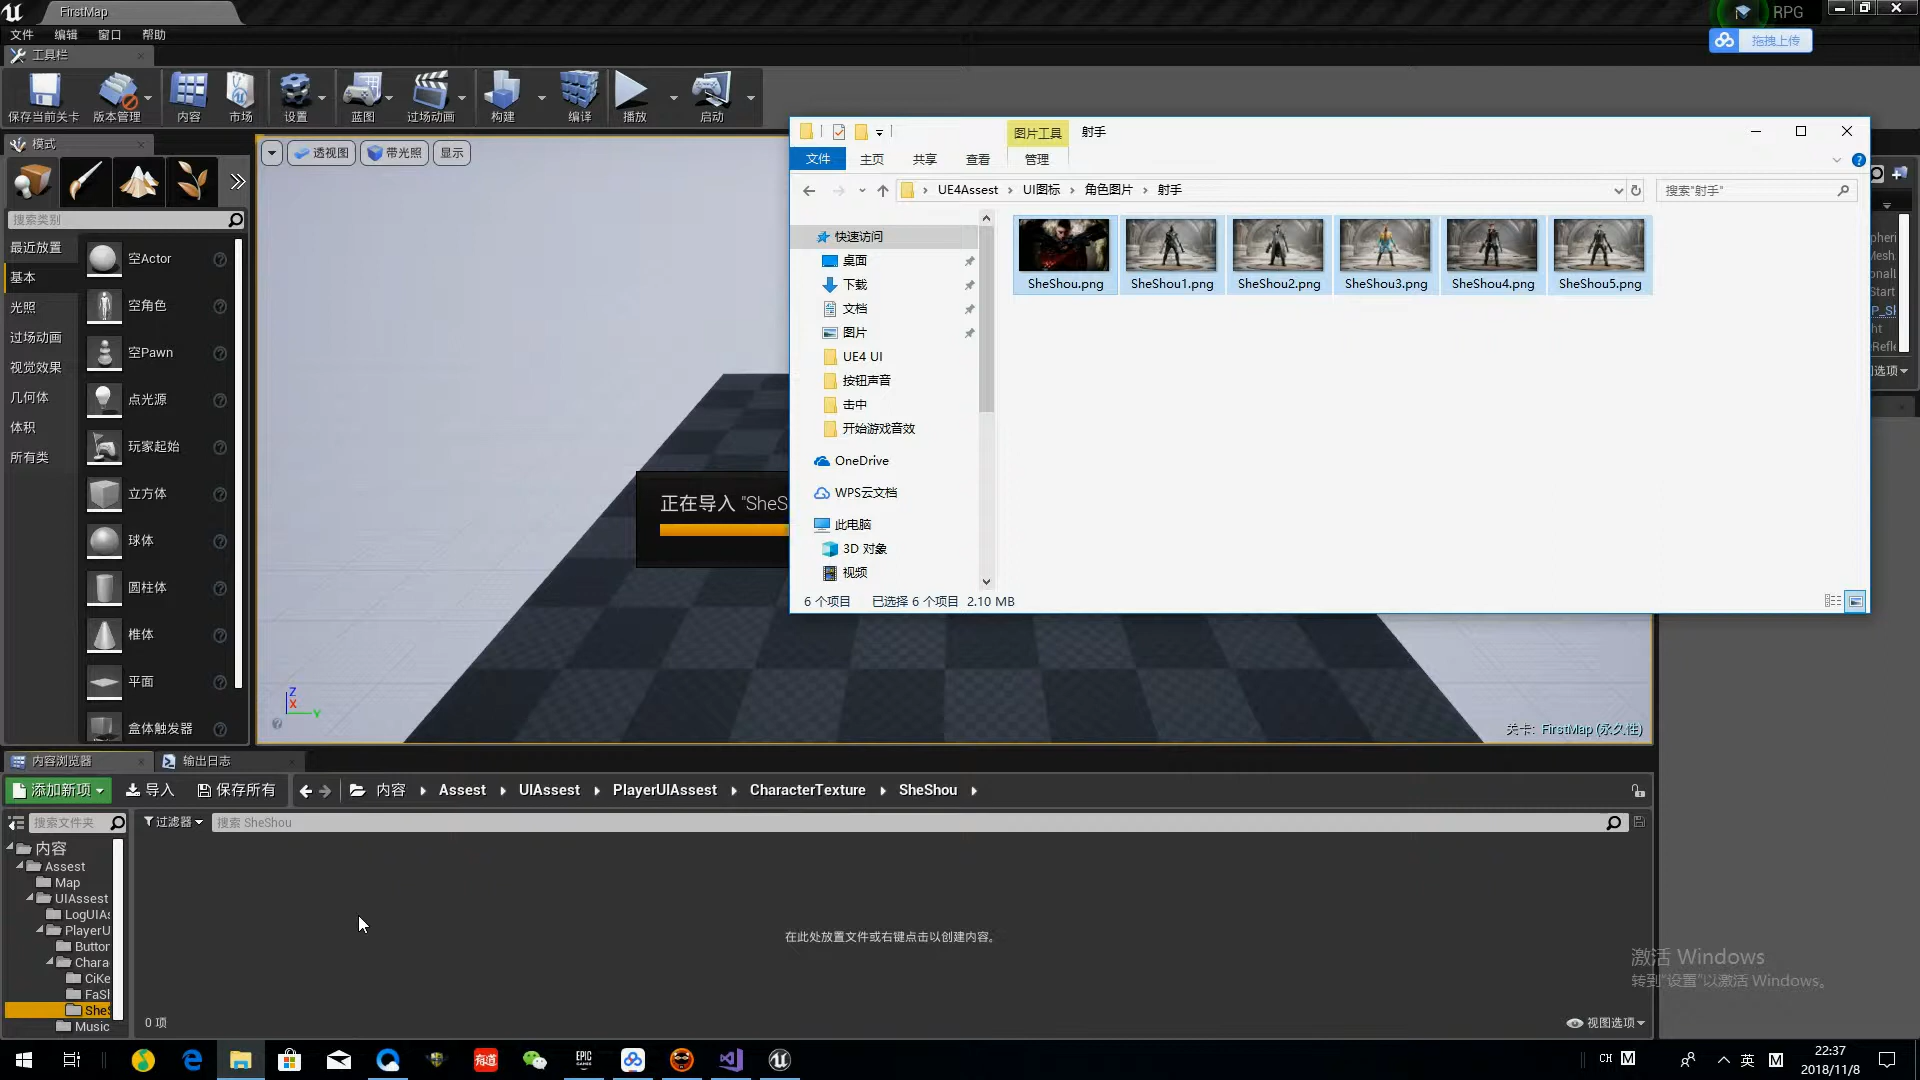 FirstMap
RPG
文件 编辑 窗口 帮助
拖拽上传
工具栏
保存当前关卡 版本管理 内容 市场 设置 蓝图 过场动画 构建 编译 播放 启动
模式
搜索类别
最近放置
基本
光照
过场动画
视觉效果
几何体
体积
所有类
空Actor
空角色
空Pawn
点光源
玩家起始
立方体
球体
圆柱体
椎体
平面
盒体触发器
透视图 带光照 显示
正在导入 "SheS
Z
X
Y
关卡: FirstMap (永久性)
图片工具 射手
文件 主页 共享 查看 管理
UE4Assest › UI图标 › 角色图片 › 射手
搜索"射手"
快速访问
桌面
下载
文档
图片
UE4 UI
按钮声音
击中
开始游戏音效
OneDrive
WPS云文档
此电脑
3D 对象
视频
SheShou.png SheShou1.png SheShou2.png SheShou3.png SheShou4.png SheShou5.png
6 个项目 已选择 6 个项目 2.10 MB
内容浏览器 输出日志
添加新项 导入 保存所有 内容 Assest UIAssest PlayerUIAssest CharacterTexture SheShou
搜索文件夹 过滤器 搜索 SheShou
内容
Assest
Map
UIAssest
LogUIAs
PlayerU
Button
Chara
CiKe
FaSh
SheS
Music
在此处放置文件或右键点击以创建内容。
0 项
视图选项
激活 Windows
转到"设置"以激活 Windows。
有道
EPIC
GAMES
CH M
英 M
22:37
2018/11/8